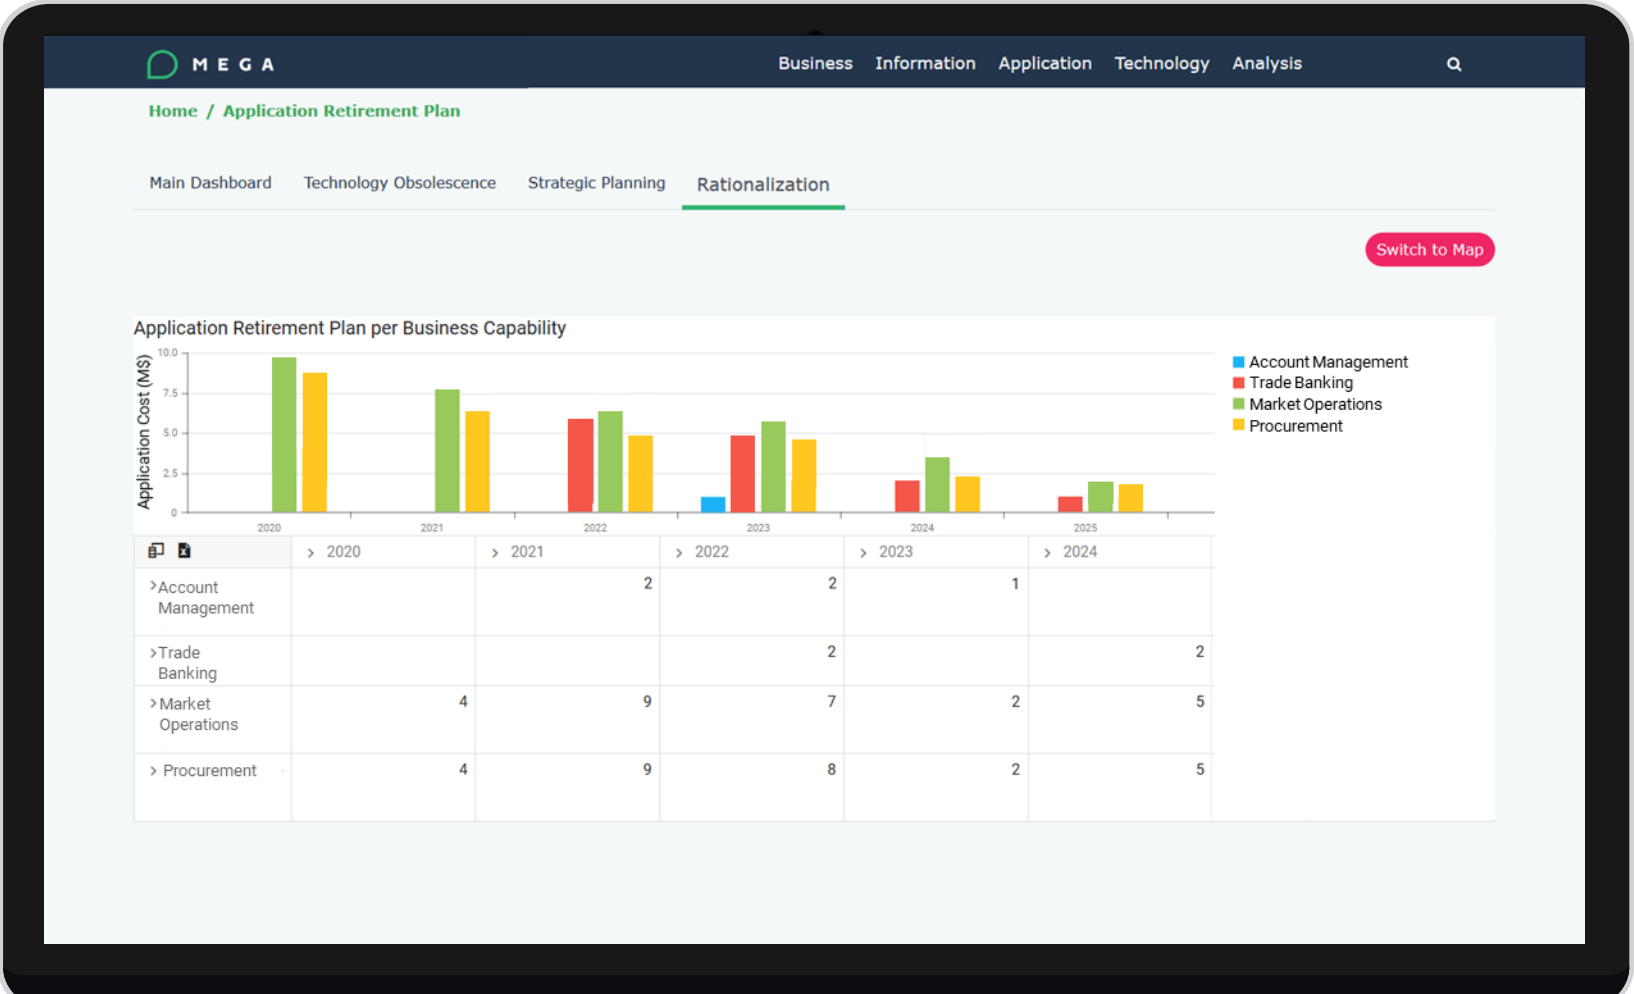 MEGA
Business Information Application Technology Analysis
Home / Application Retirement Plan
Main Dashboard Technology Obsolescence Strategic Planning Rationalization
Switch to Map
Application Retirement Plan per Business Capability
Application Cost (M$)
10.0
7.5
5.0
2.5
0
2020 2021 2022 2023 2024 2025
Account Management
Trade Banking
Market Operations
Procurement
> 2020 > 2021 > 2022 > 2023 > 2024
>Account
Management
2 2 1
>Trade
Banking
2 2
>Market
Operations
4 9 7 2 5
> Procurement
4 9 8 2 5